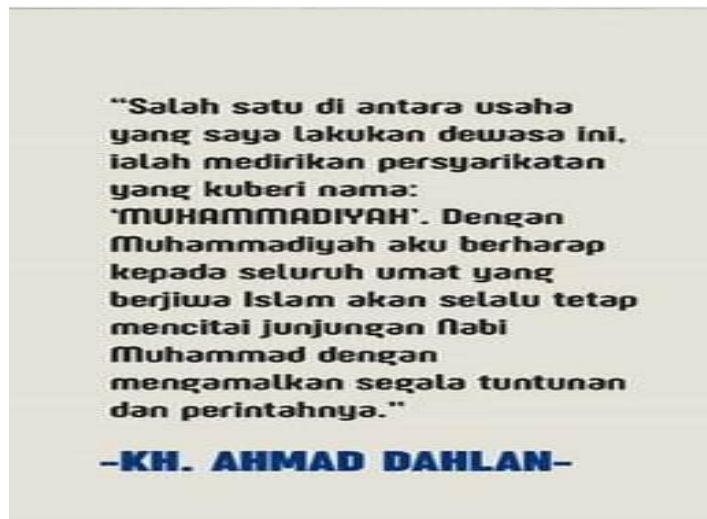 “Salah satu di antara usaha
yang saya lakukan dewasa ini,
ialah medirikan persyarikatan
yang kuberi nama:
‘MUHAMMADIYAH’. Dengan
Muhammadiyah aku berharap
kepada seluruh umat yang
berjiwa Islam akan selalu tetap
mencitai junjungan Nabi
Muhammad dengan
mengamalkan segala tuntunan
dan perintahnya.”
-KH. AHMAD DAHLAN-